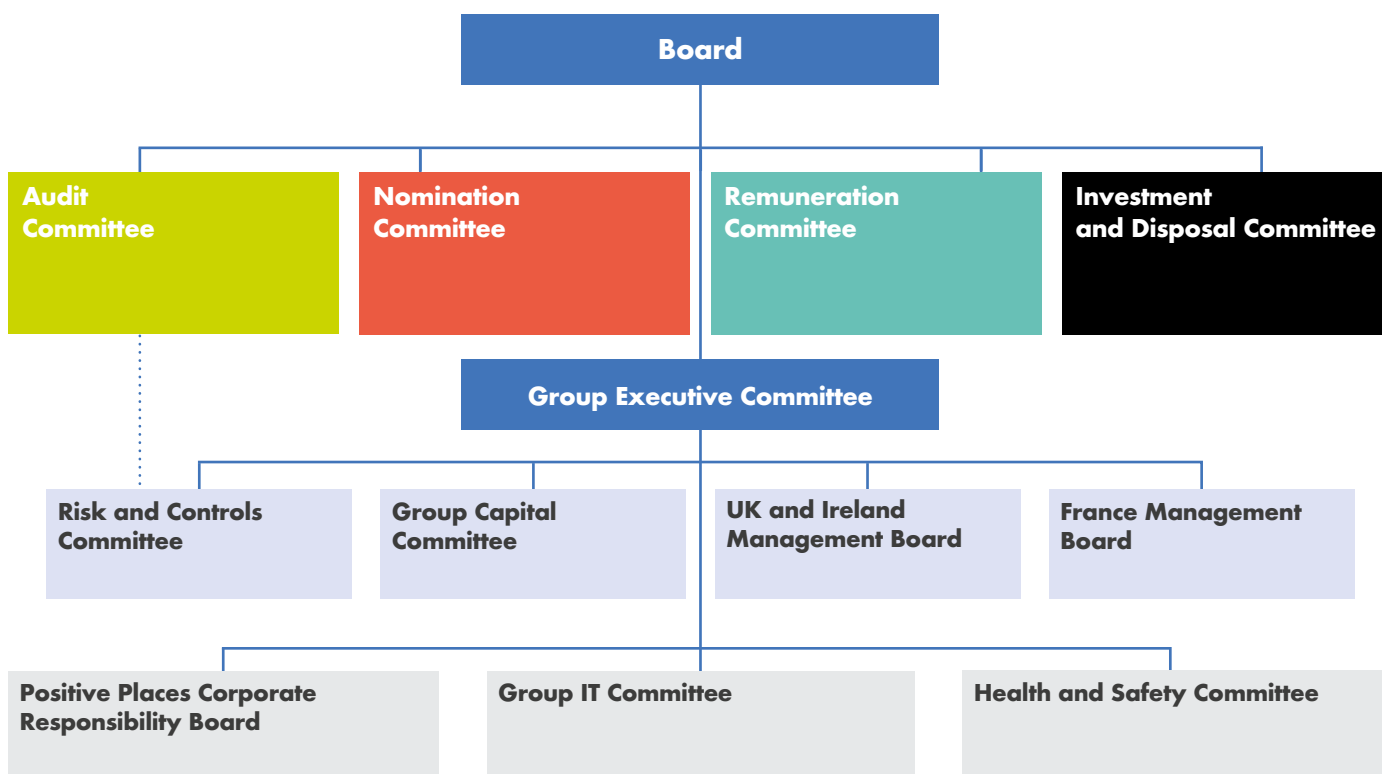 Board
Audit
Committee
Nomination
Committee
Remuneration
Committee
Investment
and Disposal Committee
Group Executive Committee
Risk and Controls
Committee
Group Capital
Committee
UK and Ireland
Management Board
France Management
Board
Positive Places Corporate
Responsibility Board
Group IT Committee
Health and Safety Committee